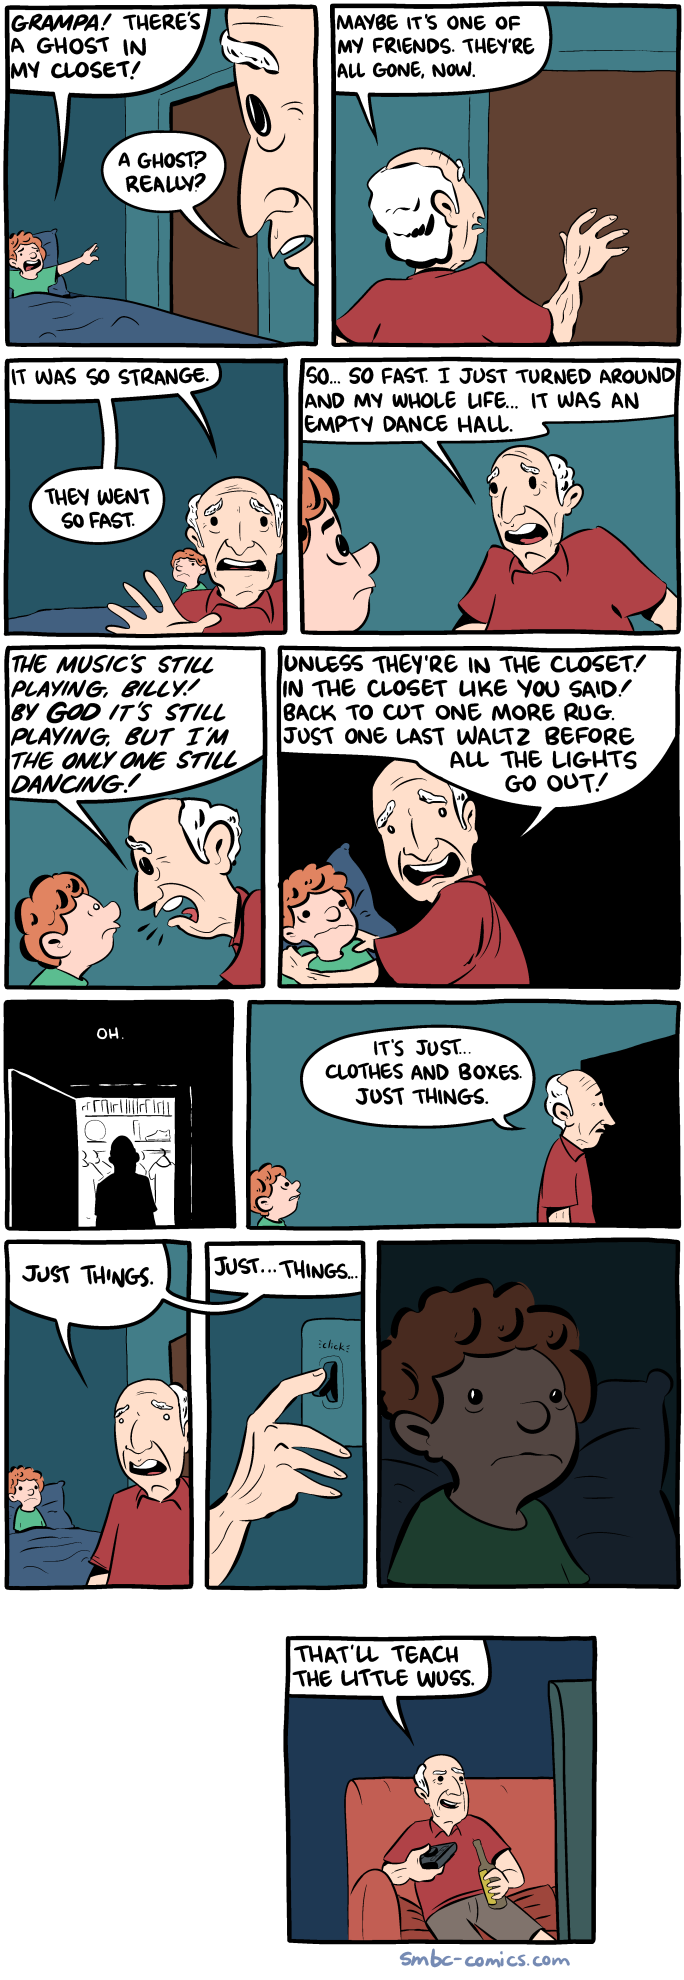 GRAMPA! THERE'S
A GHOST IN
MY CLOSET!
A GHOST?
REALLY?
MAYBE IT'S ONE OF
MY FRIENDS. THEY'RE
ALL GONE, NOW.
IT WAS SO STRANGE.
THEY WENT
SO FAST.
SO... SO FAST. I JUST TURNED AROUND
AND MY WHOLE LIFE... IT WAS AN
EMPTY DANCE HALL.
THE MUSIC'S STILL
PLAYING, BILLY!
BY GOD IT'S STILL
PLAYING, BUT I'M
THE ONLY ONE STILL
DANCING!
UNLESS THEY'RE IN THE CLOSET!
IN THE CLOSET LIKE YOU SAID!
BACK TO CUT ONE MORE RUG.
JUST ONE LAST WALTZ BEFORE
ALL THE LIGHTS
GO OUT!
OH.
IT'S JUST...
CLOTHES AND BOXES.
JUST THINGS.
JUST THINGS.
JUST... THINGS...
click
THAT'LL TEACH
THE LITTLE WUSS.
smbc-comics.com